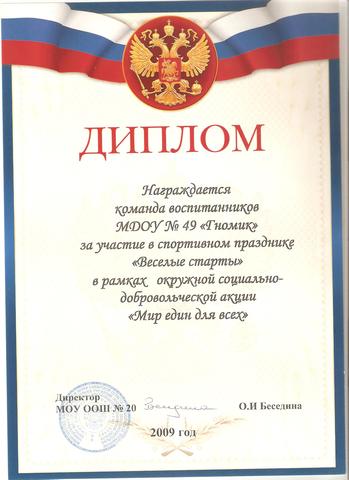 ДИПЛОМ
Награждается
команда воспитанников
МДОУ № 49 «Гномик»
за участие в спортивном празднике
«Веселые старты»
в рамках окружной социально-
добровольческой акции
«Мир един для всех»
Директор
МОУ ООШ № 20
О.И Беседина
2009 год